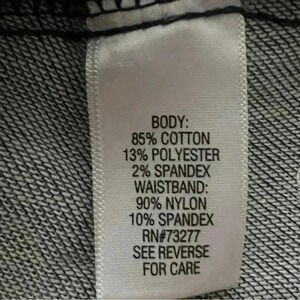 BODY:
85% COTTON
13% POLYESTER
2% SPANDEX
WAISTBAND:
90% NYLON
10% SPANDEX
RN#73277
SEE REVERSE
FOR CARE